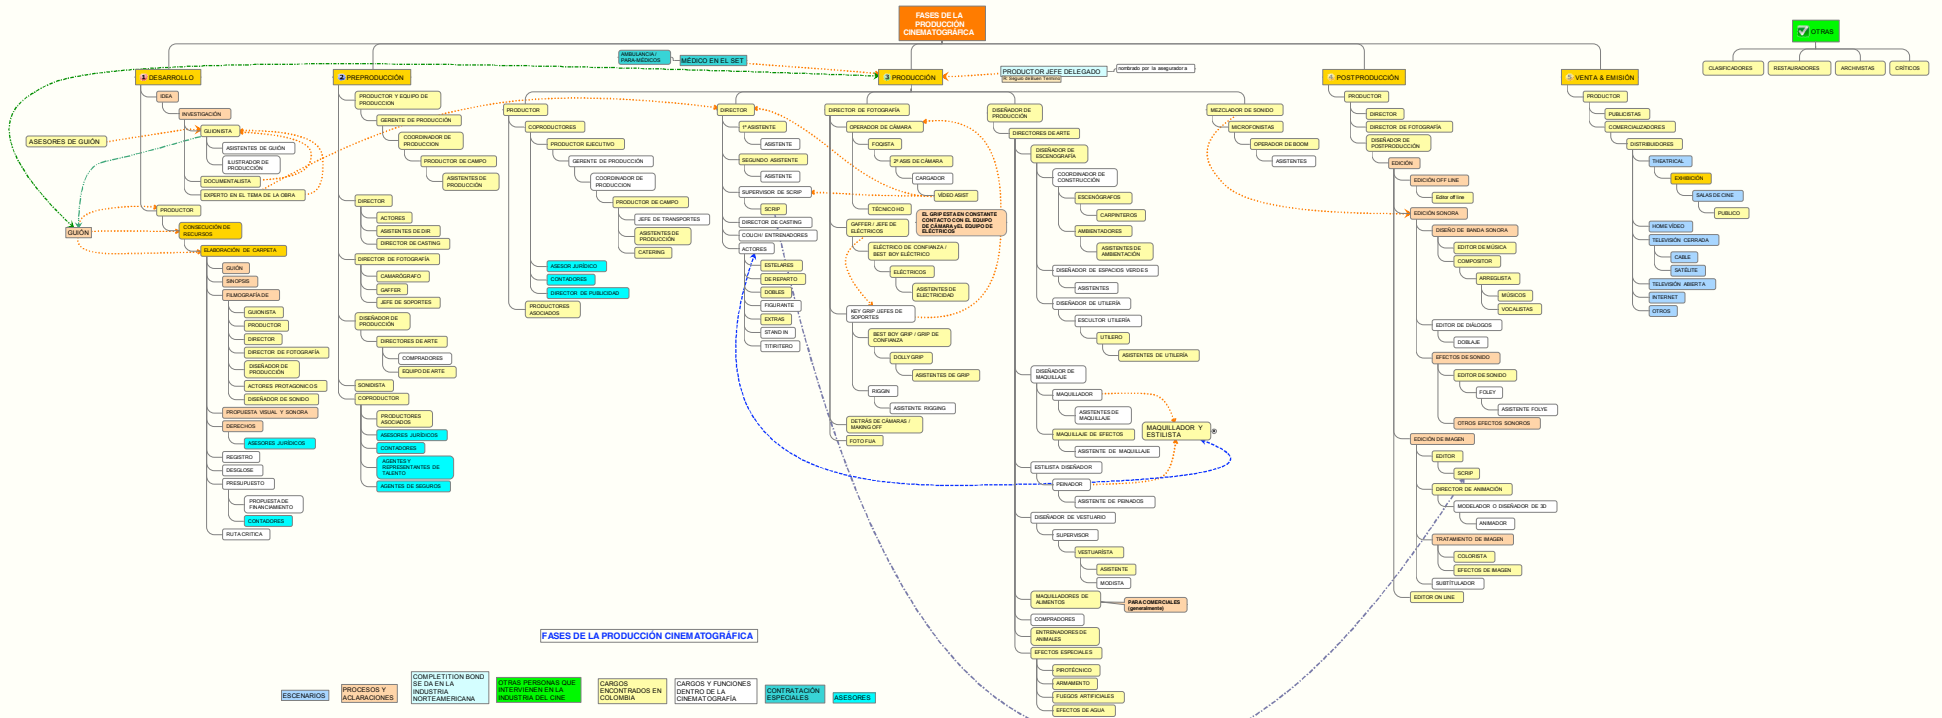 FASES DE LA
PRODUCCIÓN
CINEMATOGRÁFICA
OTRAS
CLASIFICADORES
RESTAURADORES
ARCHIVISTAS
CRÍTICOS
1 DESARROLLO
IDEA
INVESTIGACIÓN
GUIONISTA
ASISTENTES DE GUIÓN
ILUSTRADOR DE
PRODUCCIÓN
DOCUMENTALISTA
EXPERTO EN EL TEMA DE LA OBRA
ASESORES DE GUIÓN
GUIÓN
PRODUCTOR
CONSECUCIÓN DE
RECURSOS
ELABORACIÓN DE CARPETA
GUIÓN
SINOPSIS
FILMOGRAFÍA DE
GUIONISTA
PRODUCTOR
DIRECTOR
DIRECTOR DE FOTOGRAFÍA
DISEÑADOR DE
PRODUCCIÓN
ACTORES PROTAGONICOS
DISEÑADOR DE SONIDO
PROPUESTA VISUAL Y SONORA
DERECHOS
ASESORES JURÍDICOS
REGISTRO
DESGLOSE
PRESUPUESTO
PROPUESTA DE
FINANCIAMIENTO
CONTADORES
RUTA CRITICA
2 PREPRODUCCIÓN
PRODUCTOR Y EQUIPO DE
PRODUCCION
GERENTE DE PRODUCCIÓN
COORDINADOR DE
PRODUCCION
PRODUCTOR DE CAMPO
ASISTENTES DE
PRODUCCIÓN
DIRECTOR
ACTORES
ASISTENTES DE DIR
DIRECTOR DE CASTING
DIRECTOR DE FOTOGRAFÍA
CAMARÓGRAFO
GAFFER
JEFE DE SOPORTES
DISEÑADOR DE
PRODUCCIÓN
DIRECTORES DE ARTE
COMPRADORES
EQUIPO DE ARTE
SONIDISTA
COPRODUCTOR
PRODUCTORES
ASOCIADOS
ASESORES JURÍDICOS
CONTADORES
AGENTES Y
REPRESENTANTES DE
TALENTO
AGENTES DE SEGUROS
AMBULANCIA /
PARA-MÉDICOS
MÉDICO EN EL SET
3 PRODUCCIÓN
PRODUCTOR JEFE DELEGADO
nombrado por la aseguradora
PRODUCTOR
COPRODUCTORES
PRODUCTOR EJECUTIVO
GERENTE DE PRODUCCIÓN
COORDINADOR DE
PRODUCCION
PRODUCTOR DE CAMPO
JEFE DE TRANSPORTES
ASISTENTES DE
PRODUCCIÓN
CATERING
ASESOR JURÍDICO
CONTADORES
DIRECTOR DE PUBLICIDAD
PRODUCTORES
ASOCIADOS
DIRECTOR
1º ASISTENTE
ASISTENTE
SEGUNDO ASISTENTE
ASISTENTE
SUPERVISOR DE SCRIP
SCRIP
DIRECTOR DE CASTING
COUCH/ ENTRENADORES
ACTORES
ESTELARES
DE REPARTO
DOBLES
FIGURANTE
EXTRAS
STAND IN
TITIRITERO
DIRECTOR DE FOTOGRAFÍA
OPERADOR DE CÁMARA
FOQISTA
2º ASIS DE CÁMARA
CARGADOR
VÍDEO ASIST
TÉCNICO HD
EL GRIP ESTA EN CONSTANTE
CONTACTO CON EL EQUIPO
DE CÁMARA yEL EQUIPO DE
ELÉCTRICOS
GAFFER / JEFE DE
ELÉCTRICOS
ELÉCTRICO DE CONFIANZA /
BEST BOY ELÉCTRICO
ELÉCTRICOS
ASISTENTES DE
ELECTRICIDAD
KEY GRIP JEFES DE
SOPORTES
BEST BOY GRIP / GRIP DE
CONFIANZA
DOLLY GRIP
ASISTENTES DE GRIP
RIGGIN
ASISTENTE RIGGING
DETRÁS DE CÁMARAS /
MAKING OFF
FOTO FIJA
DISEÑADOR DE
PRODUCCIÓN
DIRECTORES DE ARTE
DISEÑADOR DE
ESCENOGRAFÍA
COORDINADOR DE
CONSTRUCCIÓN
ESCENÓGRAFOS
CARPINTEROS
AMBIENTADORES
ASISTENTES DE
AMBIENTACIÓN
DISEÑADOR DE ESPACIOS VERDES
ASISTENTES
DISEÑADOR DE UTILERÍA
ESCULTOR UTILERÍA
UTILERO
ASISTENTES DE UTILERÍA
DISEÑADOR DE
MAQUILLAJE
MAQUILLADOR
ASISTENTES DE
MAQUILLAJE
MAQUILLAJE DE EFECTOS
ASISTENTE DE MAQUILLAJE
MAQUILLADOR Y
ESTILISTA
ESTILISTA DISEÑADOR
PEINADOR
ASISTENTE DE PEINADOS
DISEÑADOR DE VESTUARIO
SUPERVISOR
VESTUARÍSTA
ASISTENTE
MODISTA
MAQUILLADORES DE
ALIMENTOS
PARA COMERCIALES
(generalmente)
COMPRADORES
ENTRENADORES DE
ANIMALES
EFECTOS ESPECIALES
PIROTÉCNICO
ARMAMENTO
FUEGOS ARTIFICIALES
EFECTOS DE AGUA
MEZCLADOR DE SONIDO
MICROFONISTAS
OPERADOR DE BOOM
ASISTENTES
4 POSTPRODUCCIÓN
PRODUCTOR
DIRECTOR
DIRECTOR DE FOTOGRAFÍA
DISEÑADOR DE
POSTPRODUCCIÓN
EDICIÓN
EDICIÓN OFF LINE
Editor off line
EDICIÓN SONORA
DISEÑO DE BANDA SONORA
EDITOR DE MÚSICA
COMPOSITOR
ARREGLISTA
MÚSICOS
VOCALISTAS
EDITOR DE DIÁLOGOS
DOBLAJE
EFECTOS DE SONIDO
EDITOR DE SONIDO
FOLEY
ASISTENTE FOLYE
OTROS EFECTOS SONOROS
EDICIÓN DE IMAGEN
EDITOR
SCRIP
DIRECTOR DE ANIMACIÓN
MODELADOR O DISEÑADOR DE 3D
ANIMADOR
TRATAMIENTO DE IMAGEN
COLORISTA
EFECTOS DE IMAGEN
SUBTÍTULADOR
EDITOR ON LINE
5 VENTA & EMISIÓN
PRODUCTOR
PUBLICISTAS
COMERCIALIZADORES
DISTRIBUIDORES
THEATRICAL
EXHIBICIÓN
SALAS DE CINE
PUBLICO
HOME VÍDEO
TELEVISIÓN CERRADA
CABLE
SATÉLITE
TELEVISIÓN ABIERTA
INTERNET
OTROS
FASES DE LA PRODUCCIÓN CINEMATOGRÁFICA
ESCENARIOS
PROCESOS Y
ACLARACIONES
COMPLETITION BOND
SE DA EN LA
INDUSTRIA
NORTEAMERICANA
OTRAS PERSONAS QUE
INTERVIENEN EN LA
INDUSTRIA DEL CINE
CARGOS
ENCONTRADOS EN
COLOMBIA
CARGOS Y FUNCIONES
DENTRO DE LA
CINEMATOGRAFÍA
CONTRATACIÓN
ESPECIALES
ASESORES